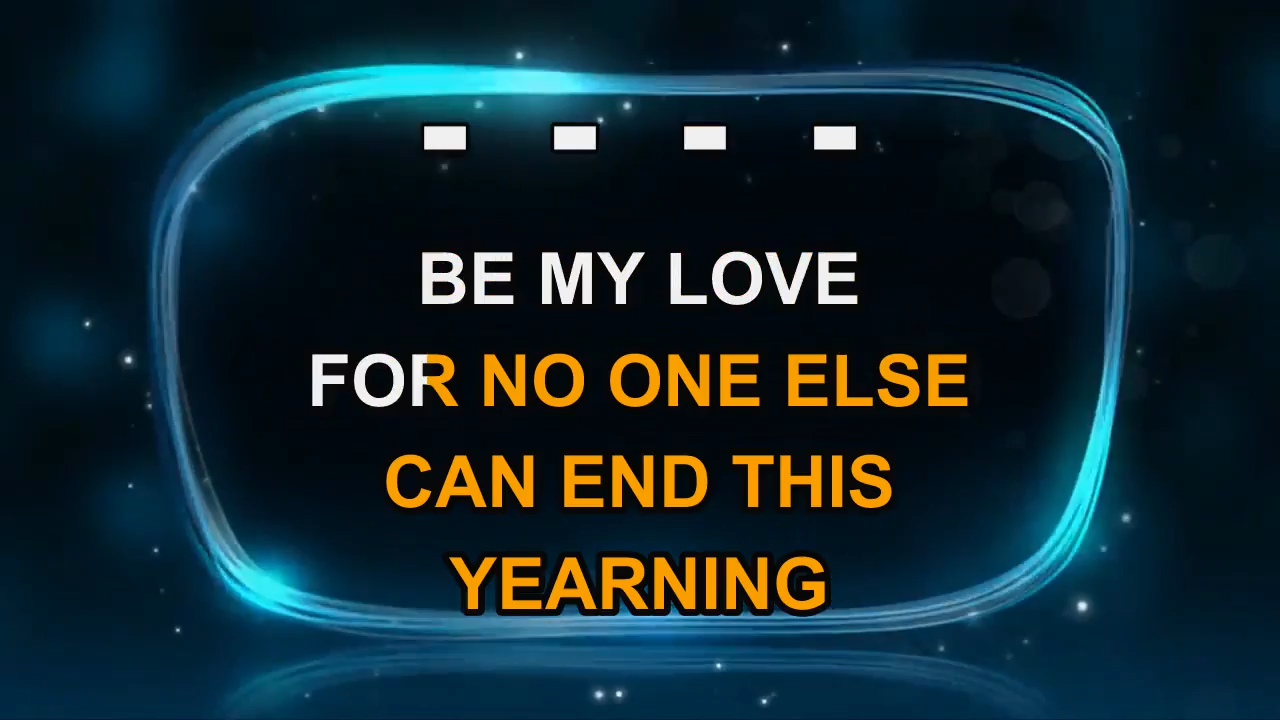 - - - -
BE MY LOVE
FOR NO ONE ELSE
CAN END THIS
YEARNING